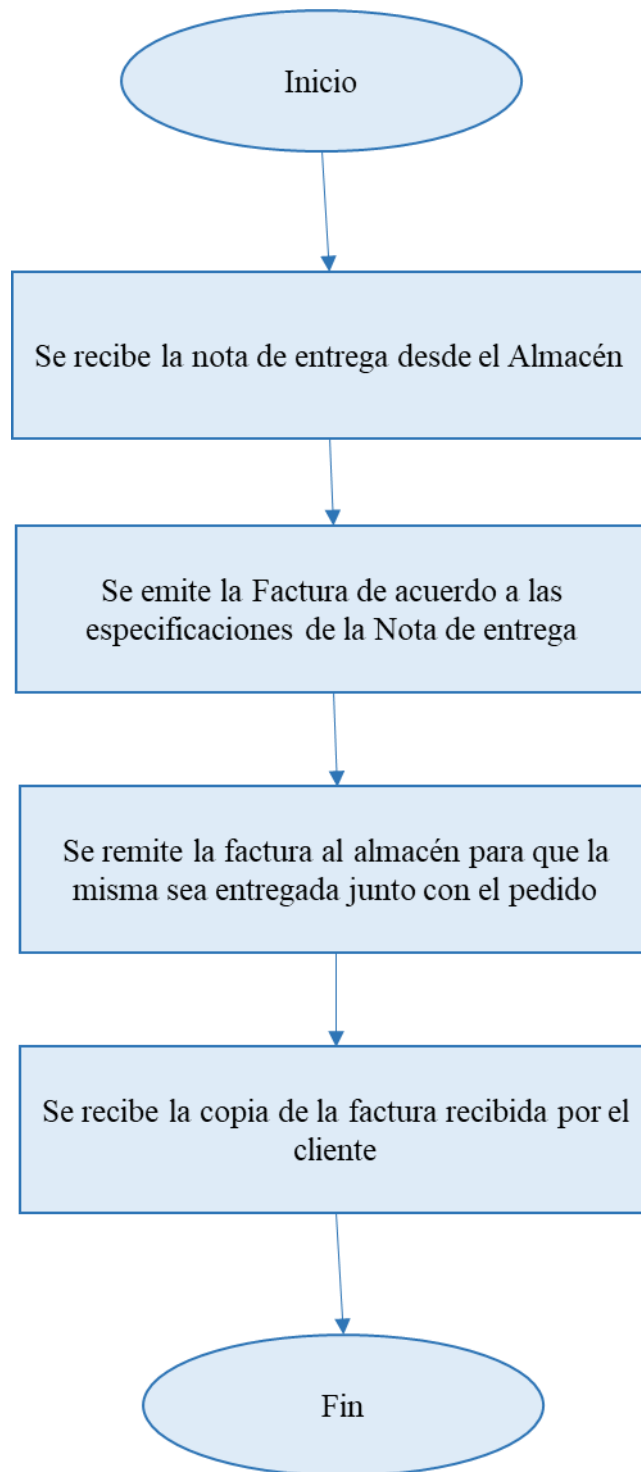 Inicio
Se recibe la nota de entrega desde el Almacén
Se emite la Factura de acuerdo a las
especificaciones de la Nota de entrega
Se remite la factura al almacén para que la
misma sea entregada junto con el pedido
Se recibe la copia de la factura recibida por el
cliente
Fin